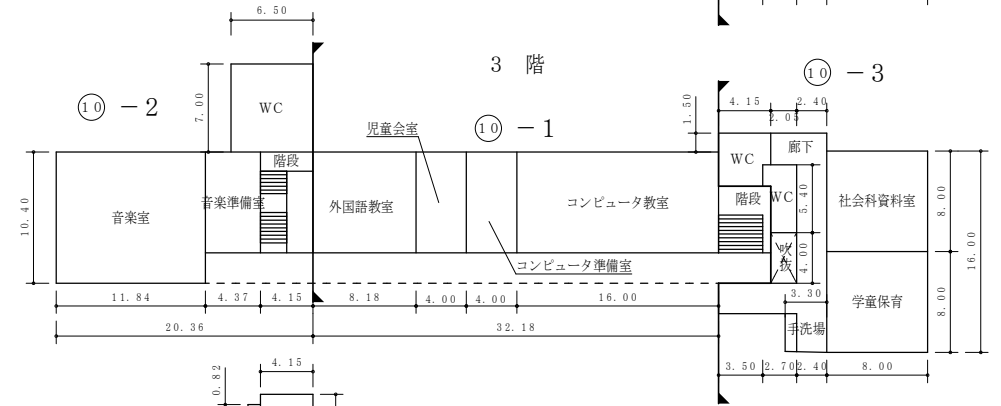 6.50
3 階
⑩ －3
⑩ －2
⑩ －1
7.00
WC
児童会室
1.50
4.15
2.40
2.05
廊下
WC
階段
10.40
音楽室
音楽準備室
外国語教室
コンピュータ教室
階段
WC
5.40
社会科資料室
8.00
16.00
吹抜
4.00
コンピュータ準備室
11.84
4.37
4.15
8.18
4.00
4.00
16.00
3.30
学童保育
8.00
20.36
32.18
手洗場
4.15
3.50
2.70
2.40
8.00
0.82